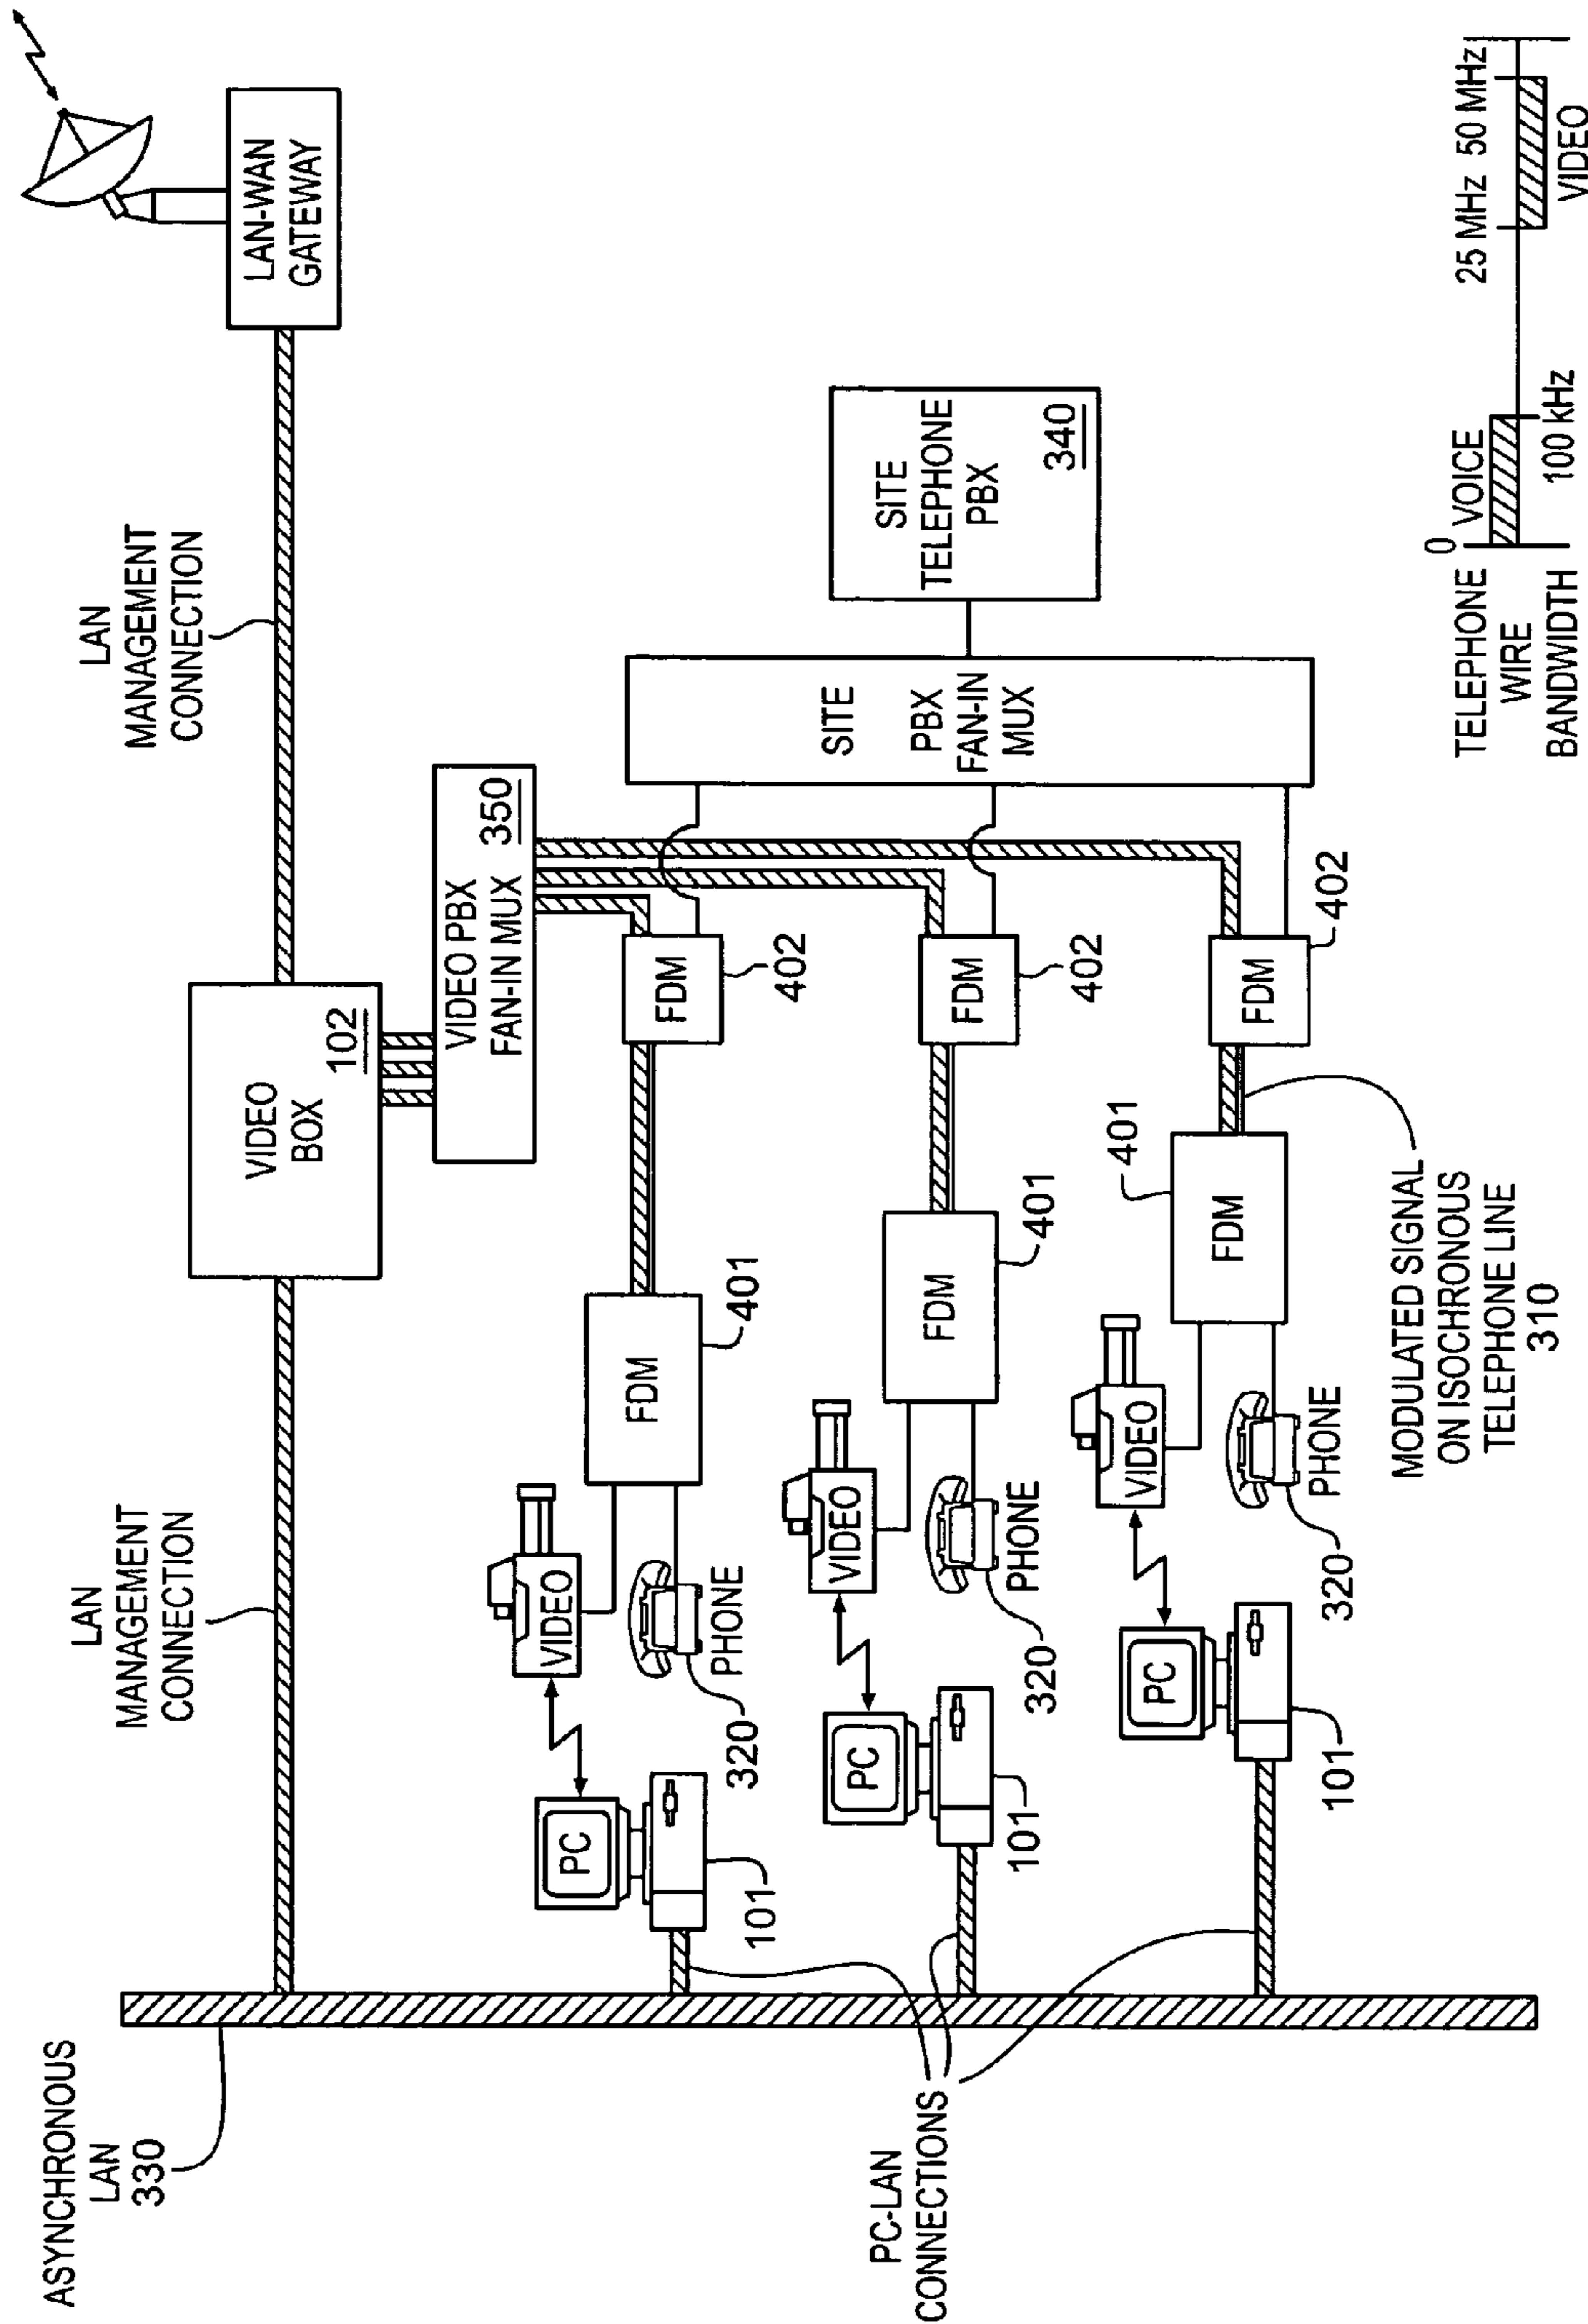 ASYNCHRONOUS
LAN
330
LAN
MANAGEMENT
CONNECTION
VIDEO
BOX
102
LAN
MANAGEMENT
CONNECTION
LAN-WAN
GATEWAY
VIDEO PBX
FAN-IN MUX
350
PC
101
VIDEO
PHONE
320
FDM
401
FDM
402
PC
101
VIDEO
PHONE
320
FDM
401
FDM
402
PC
101
VIDEO
PHONE
320
FDM
401
FDM
402
SITE
PBX
FAN-IN
MUX
SITE
TELEPHONE
PBX
340
PC-LAN
CONNECTIONS
MODULATED SIGNAL
ON ISOCHRONOUS
TELEPHONE LINE
310
TELEPHONE
WIRE
BANDWIDTH
0
VOICE
100 kHz
25 MHz
50 MHz
VIDEO